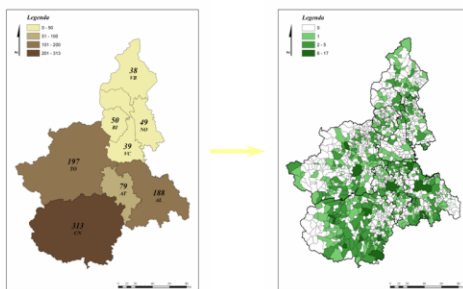 Legenda
0 - 50
51 - 100
101 - 200
201 - 313
38
VB
50
BI
49
NO
39
VC
197
TO
79
AT
188
AL
313
CN
Legenda
0
1
2 - 5
6 - 17